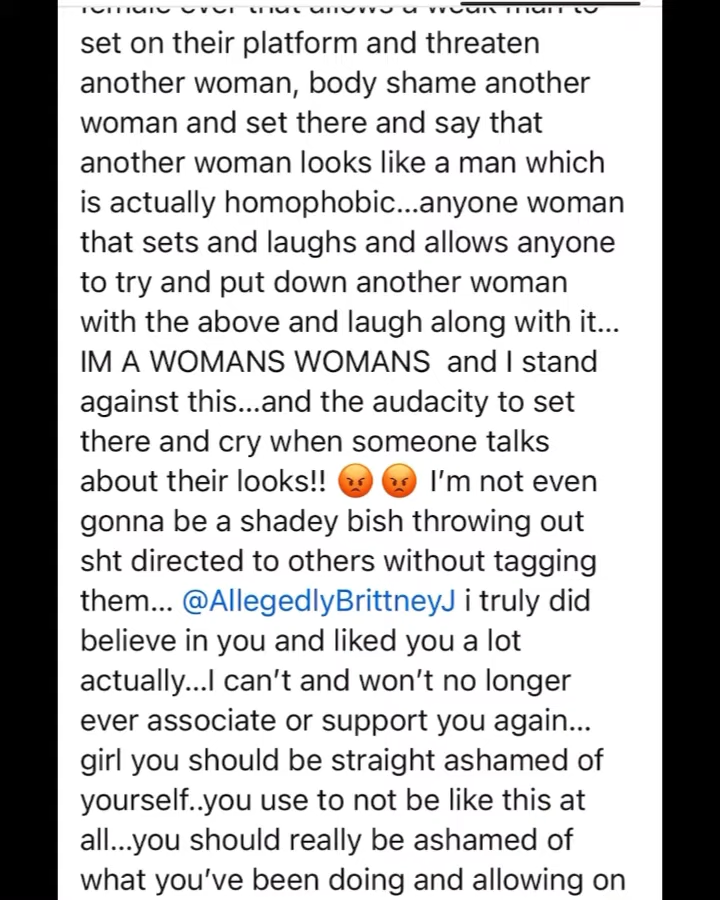 female ever that allows a weak man to
set on their platform and threaten
another woman, body shame another
woman and set there and say that
another woman looks like a man which
is actually homophobic...anyone woman
that sets and laughs and allows anyone
to try and put down another woman
with the above and laugh along with it...
IM A WOMANS WOMANS  and I stand
against this...and the audacity to set
there and cry when someone talks
about their looks!! 😡😡 I’m not even
gonna be a shadey bish throwing out
sht directed to others without tagging
them... @AllegedlyBrittneyJ i truly did
believe in you and liked you a lot
actually...I can’t and won’t no longer
ever associate or support you again...
girl you should be straight ashamed of
yourself..you use to not be like this at
all...you should really be ashamed of
what you’ve been doing and allowing on